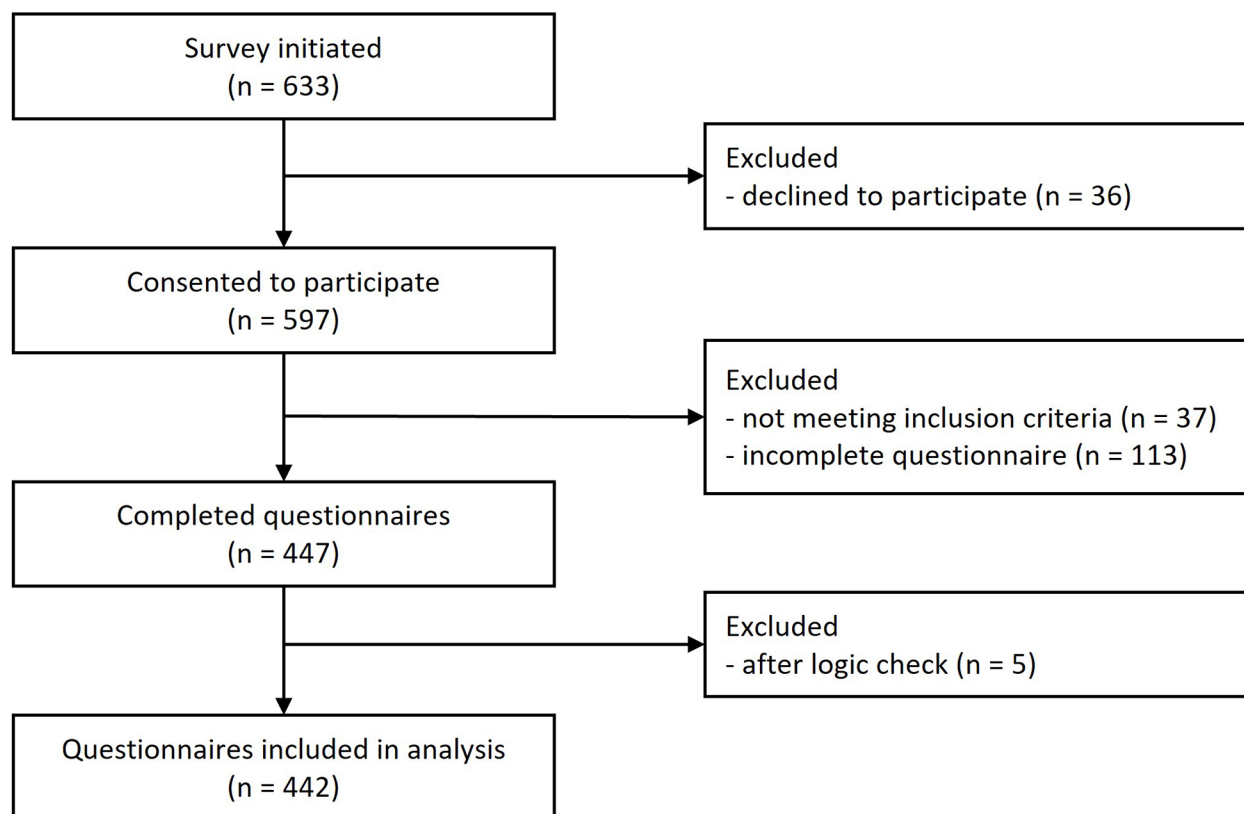 Survey initiated
(n = 633)
Excluded
- declined to participate (n = 36)
Consented to participate
(n = 597)
Excluded
- not meeting inclusion criteria (n = 37)
- incomplete questionnaire (n = 113)
Completed questionnaires
(n = 447)
Excluded
- after logic check (n = 5)
Questionnaires included in analysis
(n = 442)